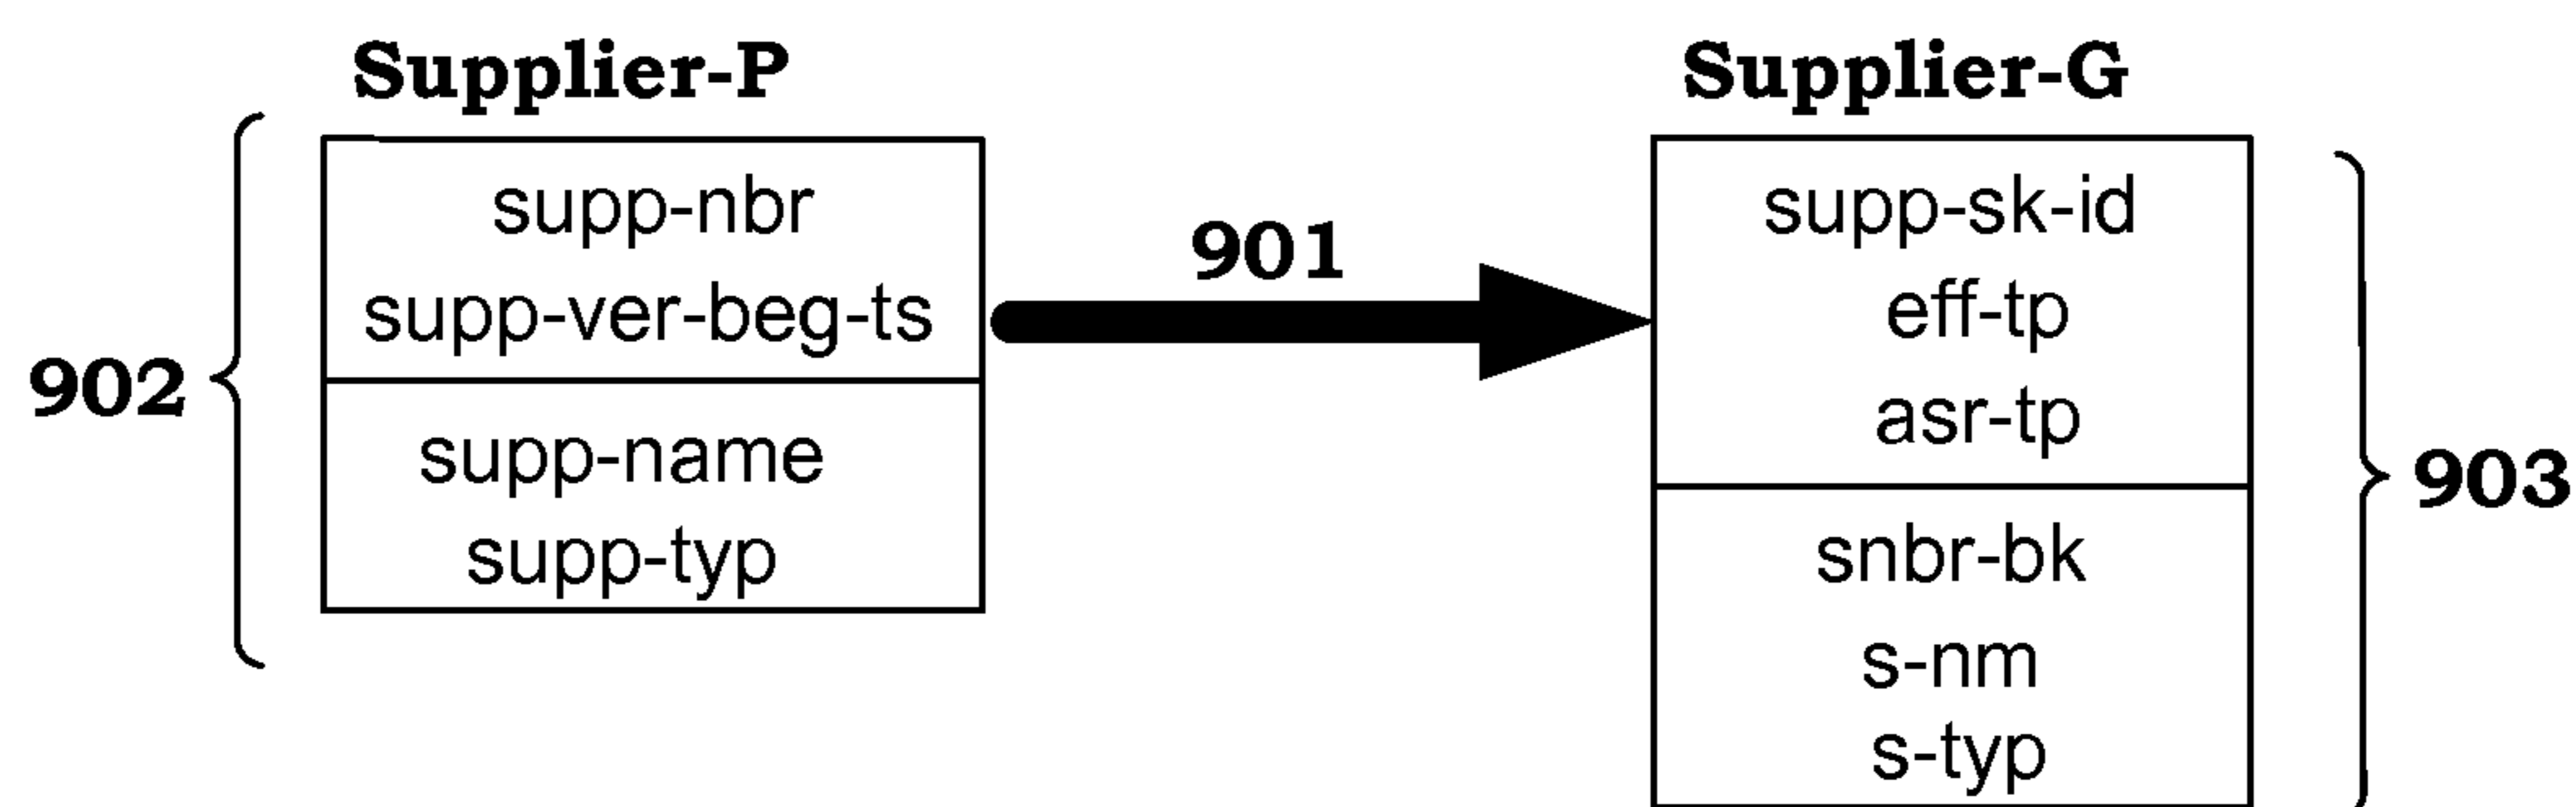 Supplier-P
902
supp-nbr
supp-ver-beg-ts
supp-name
supp-typ
901
Supplier-G
supp-sk-id
eff-tp
asr-tp
snbr-bk
s-nm
s-typ
903